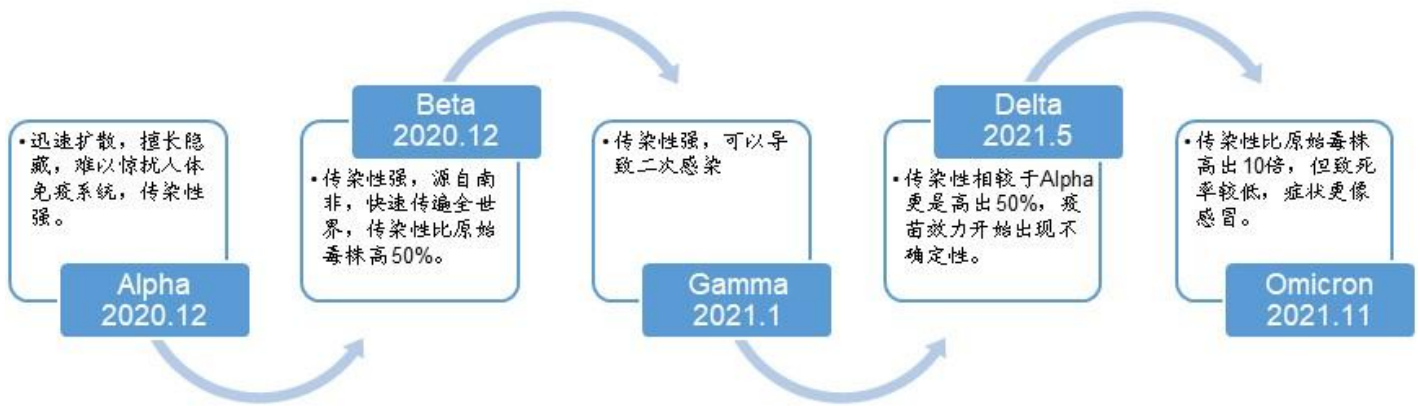 •迅速扩散，擅长隐
藏，难以惊扰人体
免疫系统，传染性
强。
Alpha
2020.12
Beta
2020.12
•传染性强，源自南
非，快速传遍全世
界，传染性比原始
毒株高50%。
•传染性强，可以导
致二次感染
Gamma
2021.1
Delta
2021.5
•传染性相较于Alpha
更是高出50%，疫
苗效力开始出现不
确定性。
•传染性比原始毒株
高出10倍，但致死
率较低，症状更像
感冒。
Omicron
2021.11